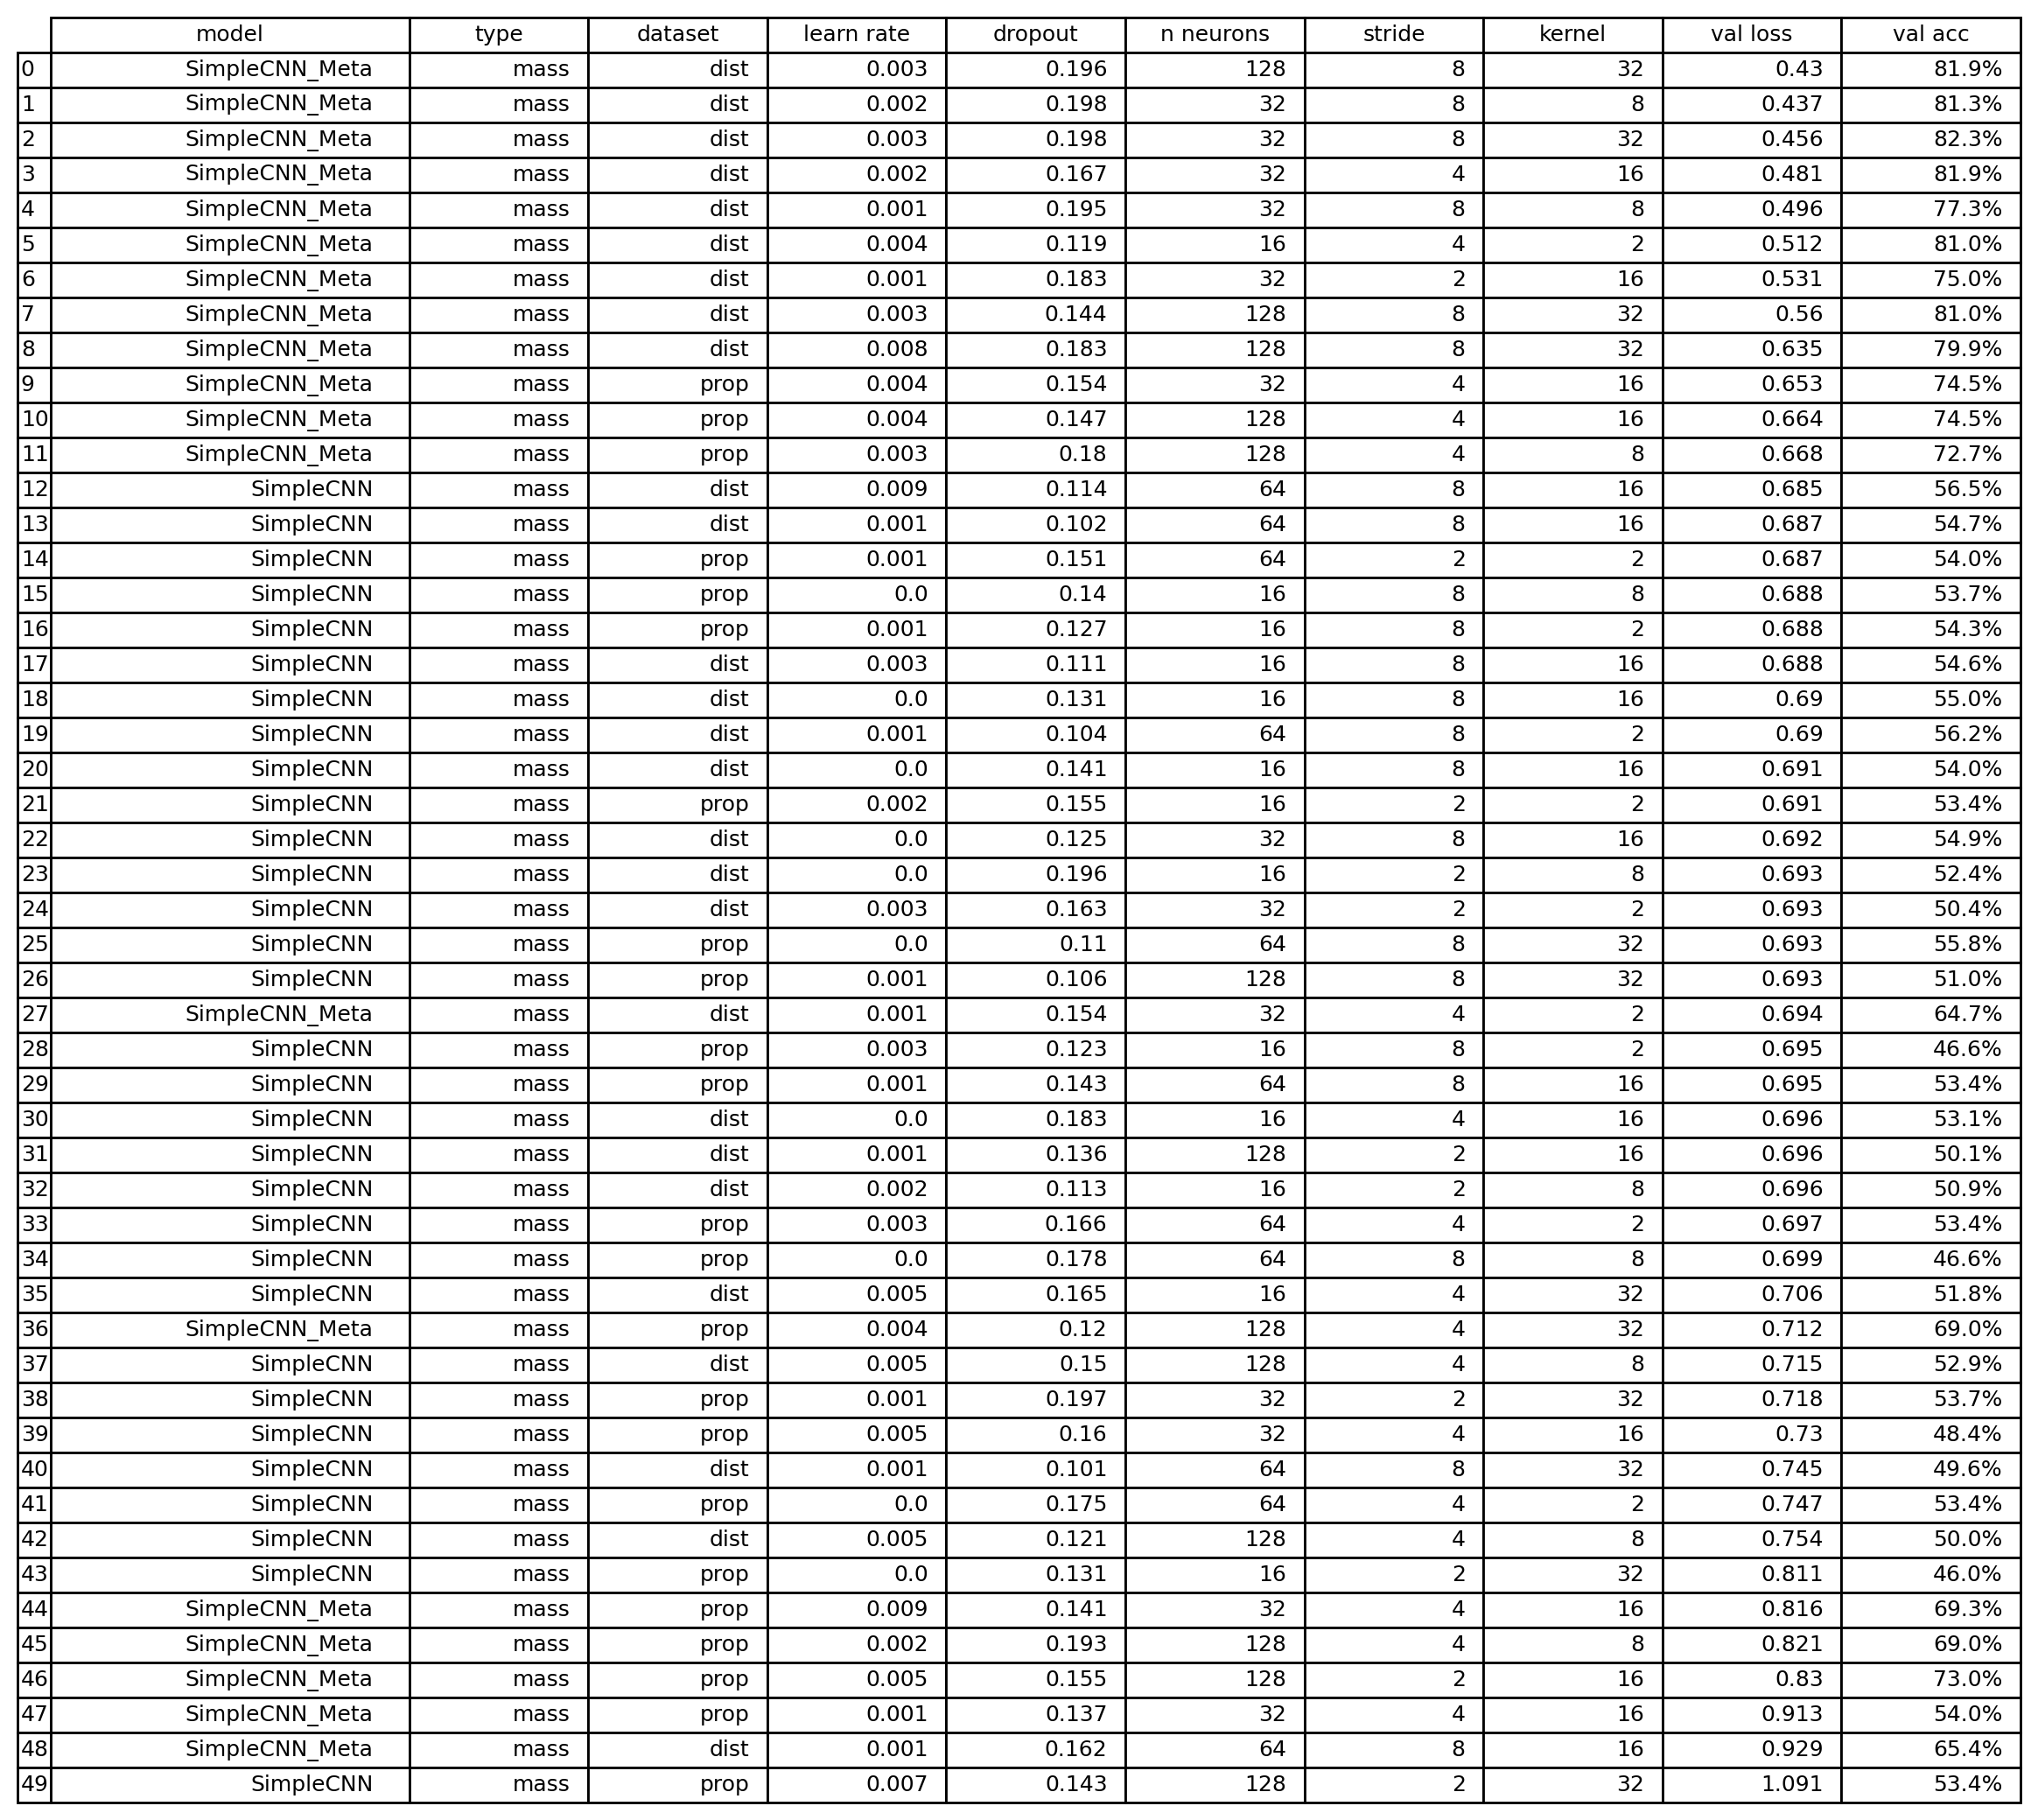 model type dataset learn rate dropout n neurons stride kernel val loss val acc
0 SimpleCNN_Meta mass dist 0.003 0.196 128 8 32 0.43 81.9%
1 SimpleCNN_Meta mass dist 0.002 0.198 32 8 8 0.437 81.3%
2 SimpleCNN_Meta mass dist 0.003 0.198 32 8 32 0.456 82.3%
3 SimpleCNN_Meta mass dist 0.002 0.167 32 4 16 0.481 81.9%
4 SimpleCNN_Meta mass dist 0.001 0.195 32 8 8 0.496 77.3%
5 SimpleCNN_Meta mass dist 0.004 0.119 16 4 2 0.512 81.0%
6 SimpleCNN_Meta mass dist 0.001 0.183 32 2 16 0.531 75.0%
7 SimpleCNN_Meta mass dist 0.003 0.144 128 8 32 0.56 81.0%
8 SimpleCNN_Meta mass dist 0.008 0.183 128 8 32 0.635 79.9%
9 SimpleCNN_Meta mass prop 0.004 0.154 32 4 16 0.653 74.5%
10 SimpleCNN_Meta mass prop 0.004 0.147 128 4 16 0.664 74.5%
11 SimpleCNN_Meta mass prop 0.003 0.18 128 4 8 0.668 72.7%
12 SimpleCNN mass dist 0.009 0.114 64 8 16 0.685 56.5%
13 SimpleCNN mass dist 0.001 0.102 64 8 16 0.687 54.7%
14 SimpleCNN mass prop 0.001 0.151 64 2 2 0.687 54.0%
15 SimpleCNN mass prop 0.0 0.14 16 8 8 0.688 53.7%
16 SimpleCNN mass prop 0.001 0.127 16 8 2 0.688 54.3%
17 SimpleCNN mass dist 0.003 0.111 16 8 16 0.688 54.6%
18 SimpleCNN mass dist 0.0 0.131 16 8 16 0.69 55.0%
19 SimpleCNN mass dist 0.001 0.104 64 8 2 0.69 56.2%
20 SimpleCNN mass dist 0.0 0.141 16 8 16 0.691 54.0%
21 SimpleCNN mass prop 0.002 0.155 16 2 2 0.691 53.4%
22 SimpleCNN mass dist 0.0 0.125 32 8 16 0.692 54.9%
23 SimpleCNN mass dist 0.0 0.196 16 2 8 0.693 52.4%
24 SimpleCNN mass dist 0.003 0.163 32 2 2 0.693 50.4%
25 SimpleCNN mass prop 0.0 0.11 64 8 32 0.693 55.8%
26 SimpleCNN mass prop 0.001 0.106 128 8 32 0.693 51.0%
27 SimpleCNN_Meta mass dist 0.001 0.154 32 4 2 0.694 64.7%
28 SimpleCNN mass prop 0.003 0.123 16 8 2 0.695 46.6%
29 SimpleCNN mass prop 0.001 0.143 64 8 16 0.695 53.4%
30 SimpleCNN mass dist 0.0 0.183 16 4 16 0.696 53.1%
31 SimpleCNN mass dist 0.001 0.136 128 2 16 0.696 50.1%
32 SimpleCNN mass dist 0.002 0.113 16 2 8 0.696 50.9%
33 SimpleCNN mass prop 0.003 0.166 64 4 2 0.697 53.4%
34 SimpleCNN mass prop 0.0 0.178 64 8 8 0.699 46.6%
35 SimpleCNN mass dist 0.005 0.165 16 4 32 0.706 51.8%
36 SimpleCNN_Meta mass prop 0.004 0.12 128 4 32 0.712 69.0%
37 SimpleCNN mass dist 0.005 0.15 128 4 8 0.715 52.9%
38 SimpleCNN mass prop 0.001 0.197 32 2 32 0.718 53.7%
39 SimpleCNN mass prop 0.005 0.16 32 4 16 0.73 48.4%
40 SimpleCNN mass dist 0.001 0.101 64 8 32 0.745 49.6%
41 SimpleCNN mass prop 0.0 0.175 64 4 2 0.747 53.4%
42 SimpleCNN mass dist 0.005 0.121 128 4 8 0.754 50.0%
43 SimpleCNN mass prop 0.0 0.131 16 2 32 0.811 46.0%
44 SimpleCNN_Meta mass prop 0.009 0.141 32 4 16 0.816 69.3%
45 SimpleCNN_Meta mass prop 0.002 0.193 128 4 8 0.821 69.0%
46 SimpleCNN_Meta mass prop 0.005 0.155 128 2 16 0.83 73.0%
47 SimpleCNN_Meta mass prop 0.001 0.137 32 4 16 0.913 54.0%
48 SimpleCNN_Meta mass dist 0.001 0.162 64 8 16 0.929 65.4%
49 SimpleCNN mass prop 0.007 0.143 128 2 32 1.091 53.4%